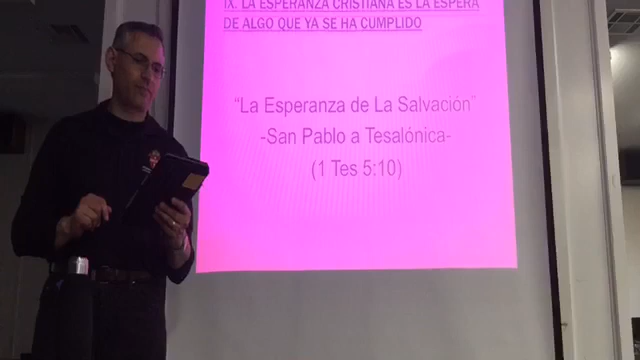 IX. LA ESPERANZA CRISTIANA ES LA ESPERA
DE ALGO QUE YA SE HA CUMPLIDO
“La Esperanza de La Salvación”
-San Pablo a Tesalónica-
(1 Tes 5:10)